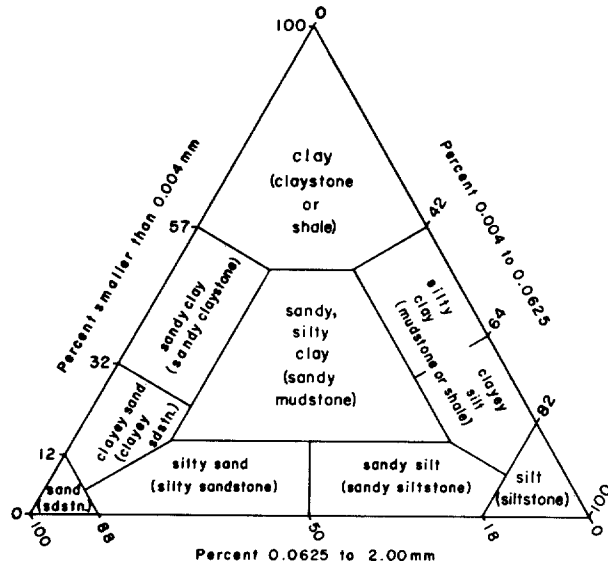 0
100
clay
(claystone
or
shale)
Percent smaller than 0.004mm
Percent 0.004 to 0.0625
57
42
sandy clay
(sandy claystone)
sandy,
silty
clay
(sandy
mudstone)
silty
clay
(mudstone or shale)
clayey
silt
64
32
clayey sand
(clayey
sdstn.)
82
12
sand
(sdstn.)
silty sand
(silty sandstone)
sandy silt
(sandy siltstone)
silt
(siltstone)
0
100
88
50
18
100
0
Percent 0.0625 to 2.00mm